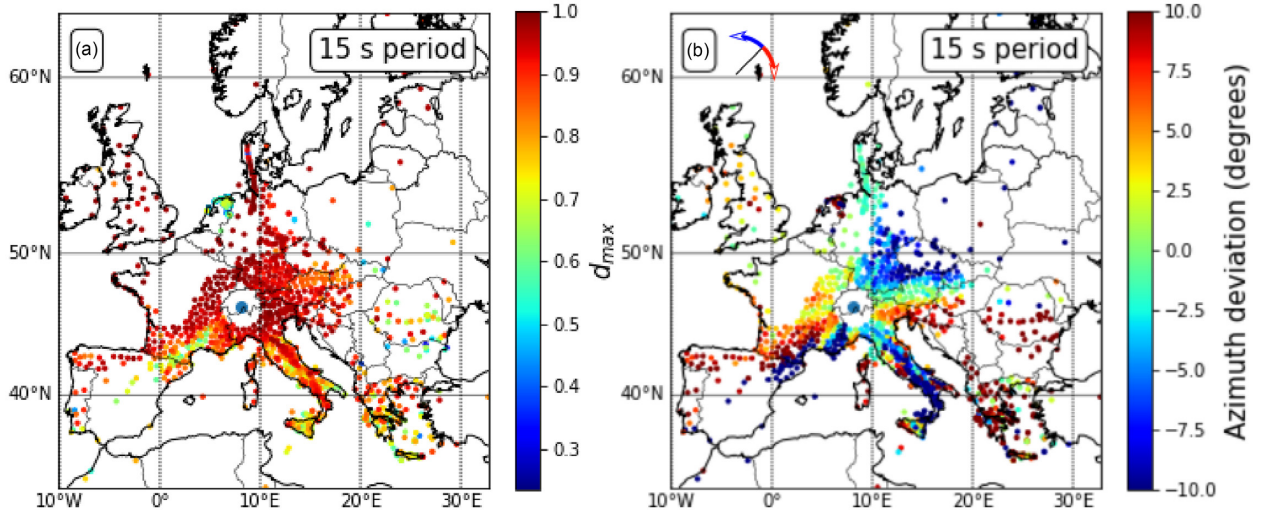 (a)
15 s period
60°N
50°N
40°N
10°W
0°
10°E
20°E
30°E
1.0
0.9
0.8
0.7
0.6
0.5
0.4
0.3
dmax
(b)
15 s period
60°N
50°N
40°N
10°W
0°
10°E
20°E
30°E
10.0
7.5
5.0
2.5
0.0
−2.5
−5.0
−7.5
−10.0
Azimuth deviation (degrees)